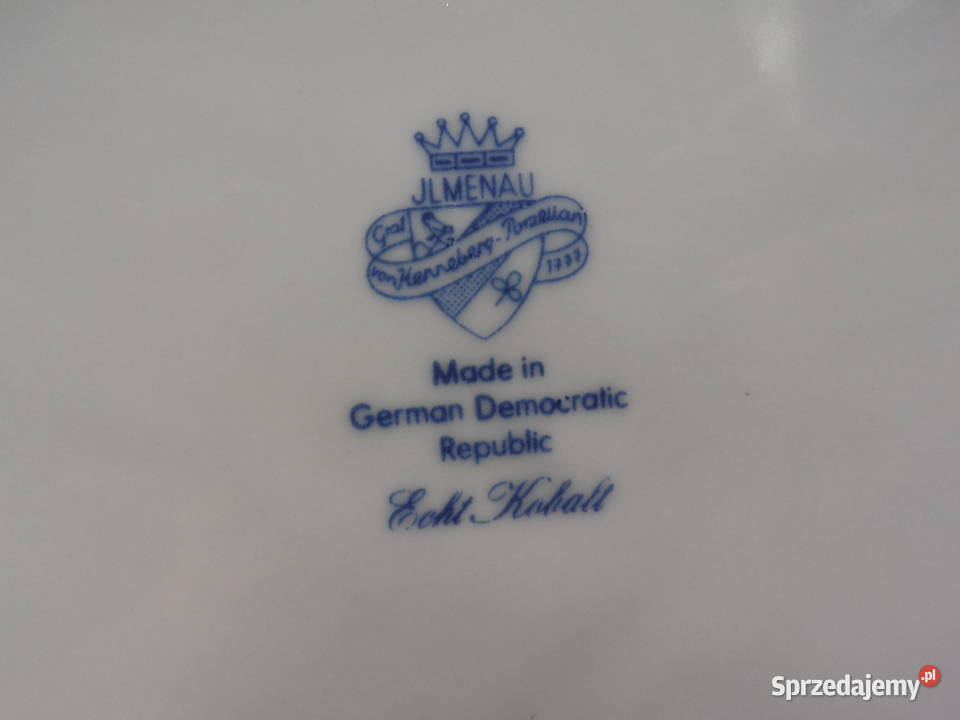 JLMENAU
Graf
von Henneberg-Porzellan
1777
Made in
German Democratic
Republic
Echt Kobalt
Sprzedajemy.pl